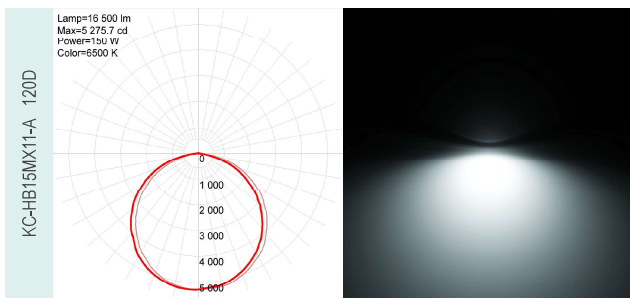 KC-HB15MX11-A 120D
Lamp=16 500 lm
Max=5 275.7 cd
Power=150 W
Color=6500 K
0
1 000
2 000
3 000
4 000
5 000